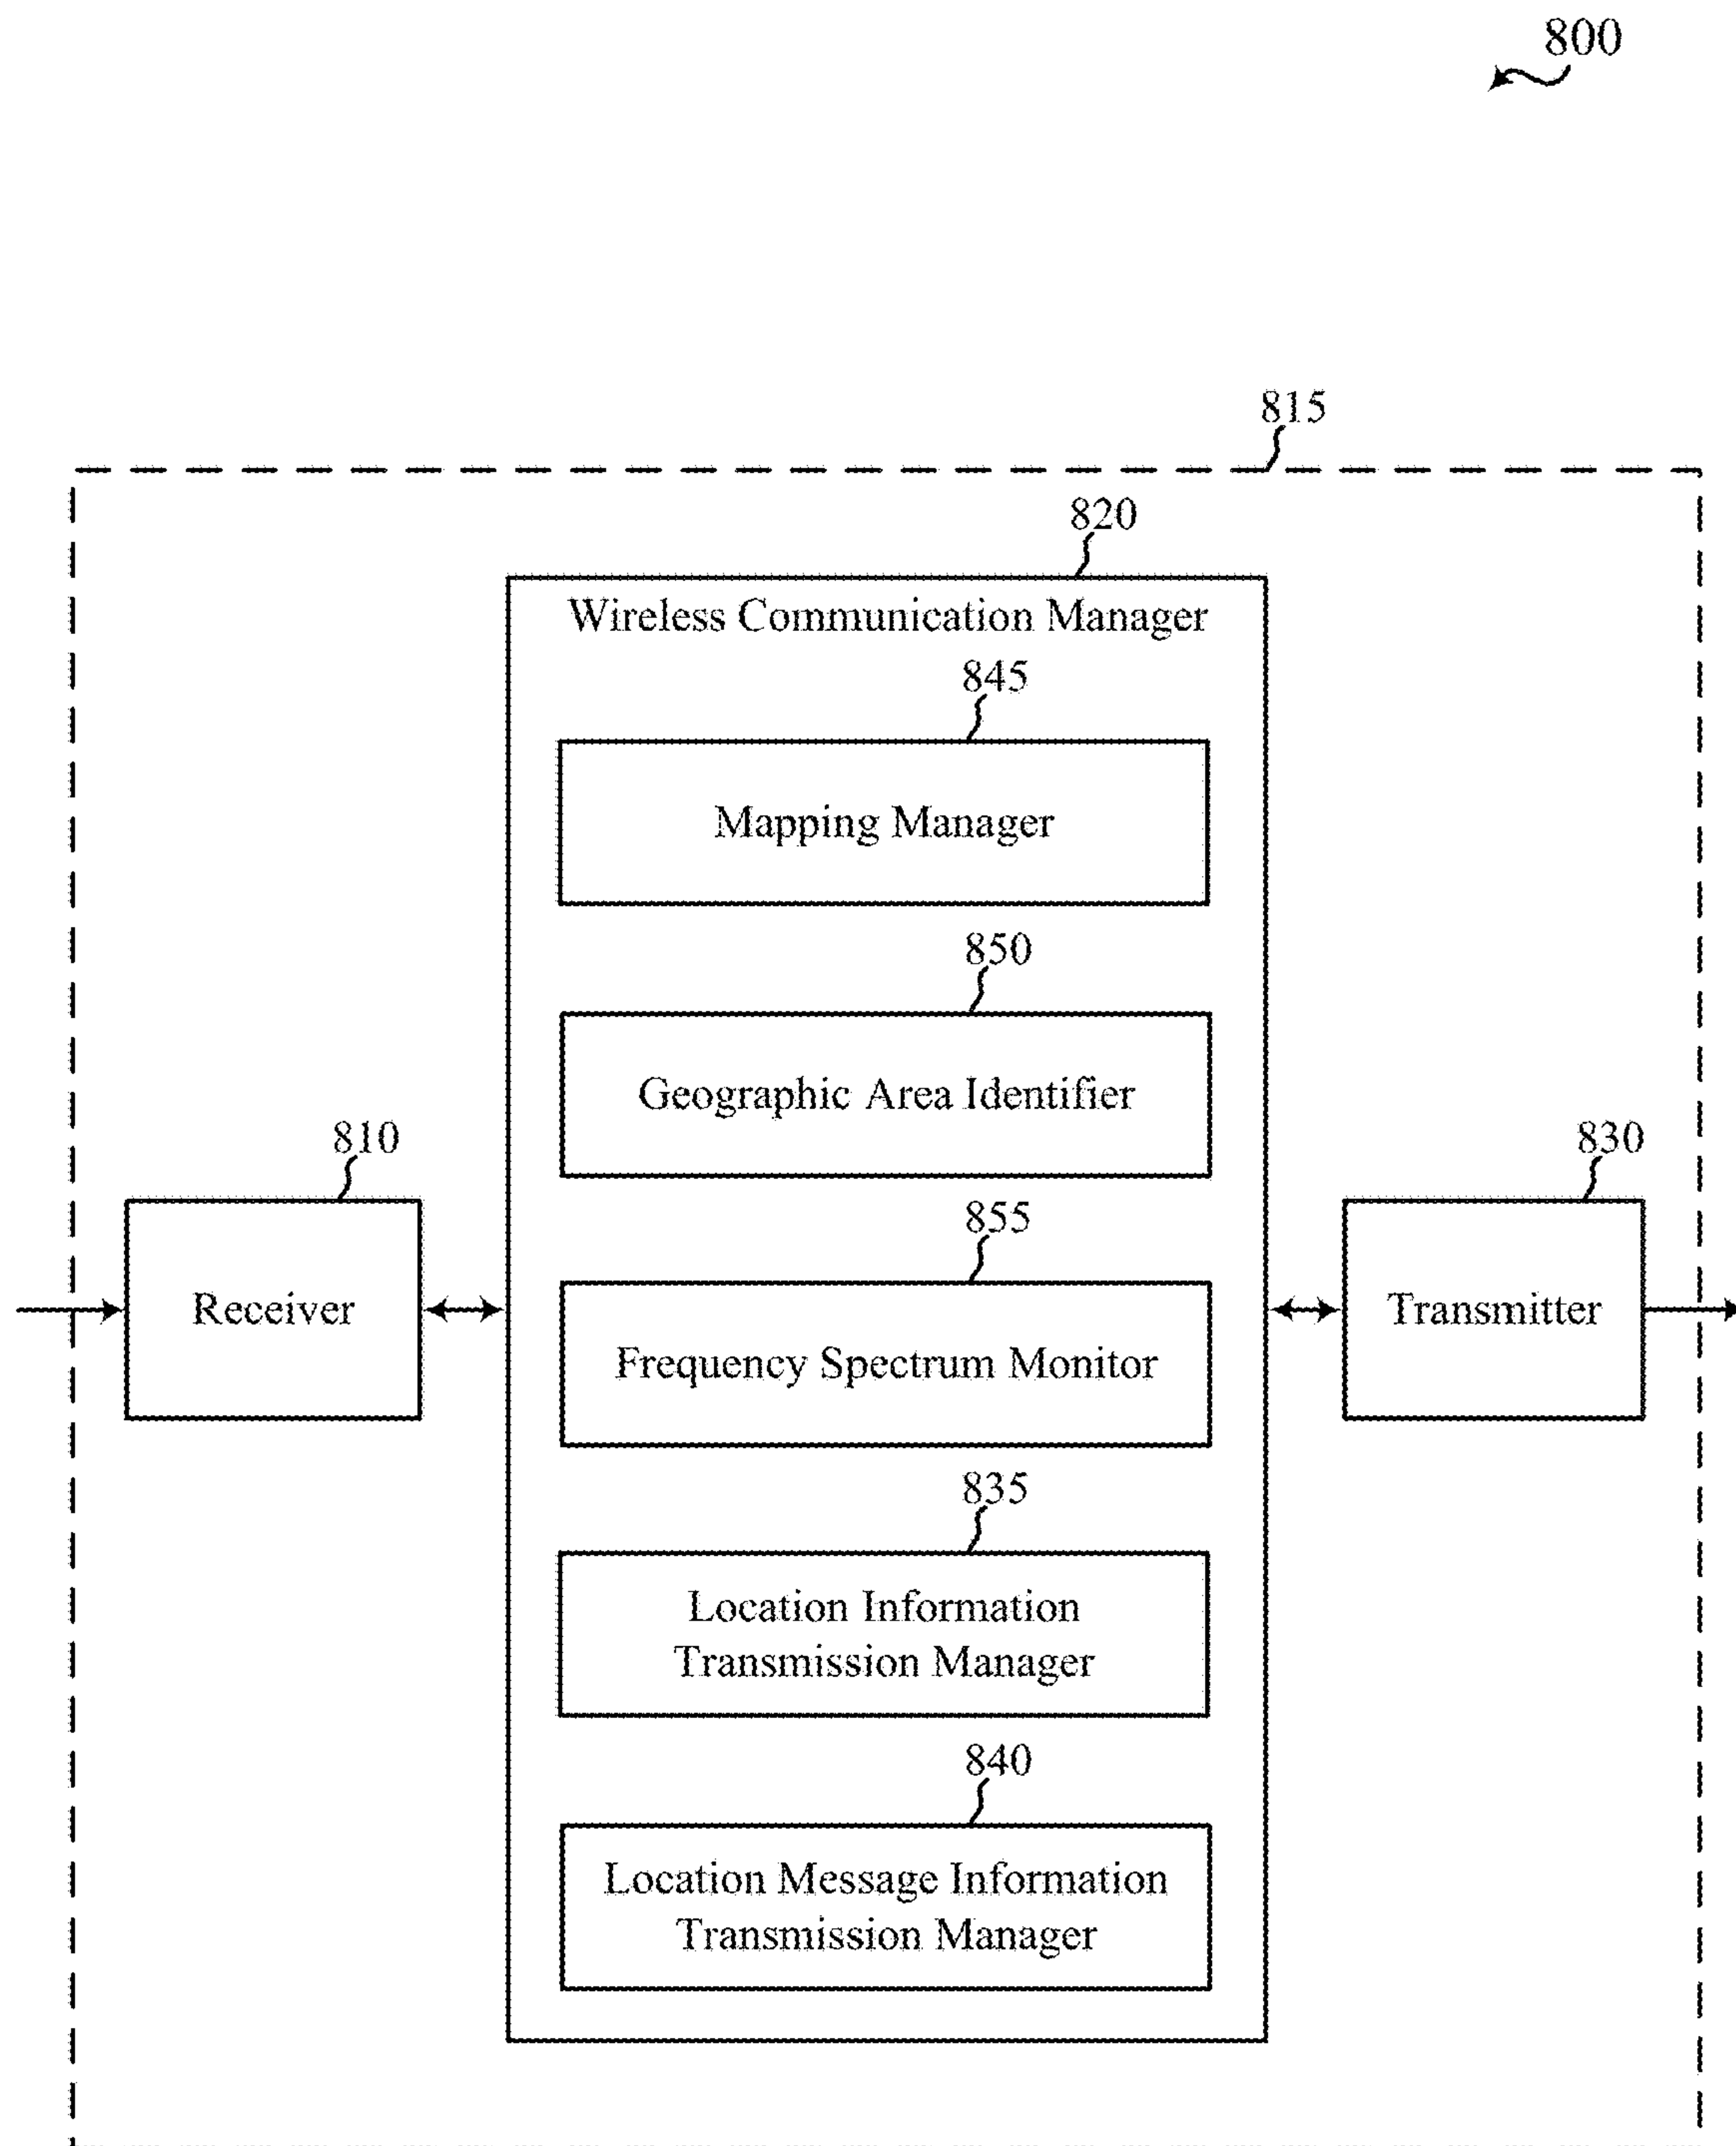 800
815
820
Wireless Communication Manager
845
Mapping Manager
850
Geographic Area Identifier
810
830
855
Receiver
Transmitter
Frequency Spectrum Monitor
835
Location Information
Transmission Manager
840
Location Message Information
Transmission Manager